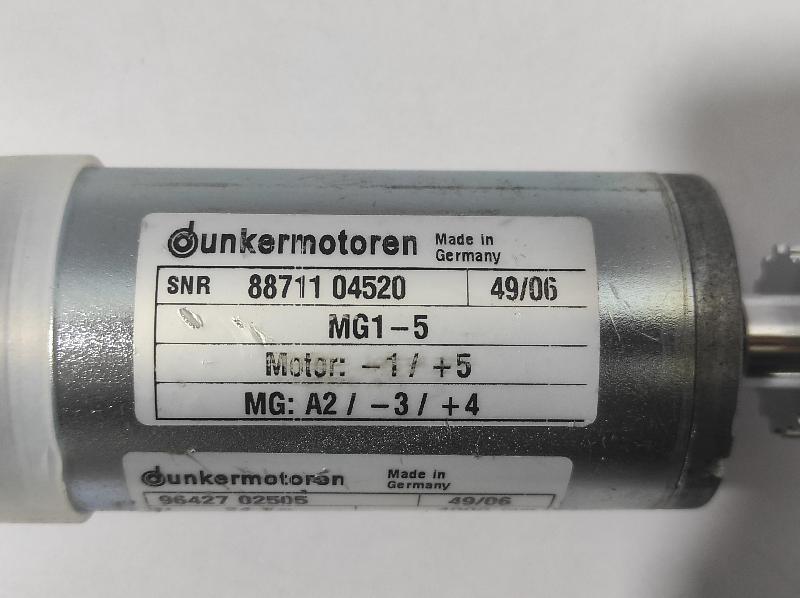 dunkermotoren Made in Germany
SNR 88711 04520 49/06
MG1-5
Motor: -1 / +5
MG: A2 / -3 / +4
dunkermotoren Made in Germany
96427 02505 49/06